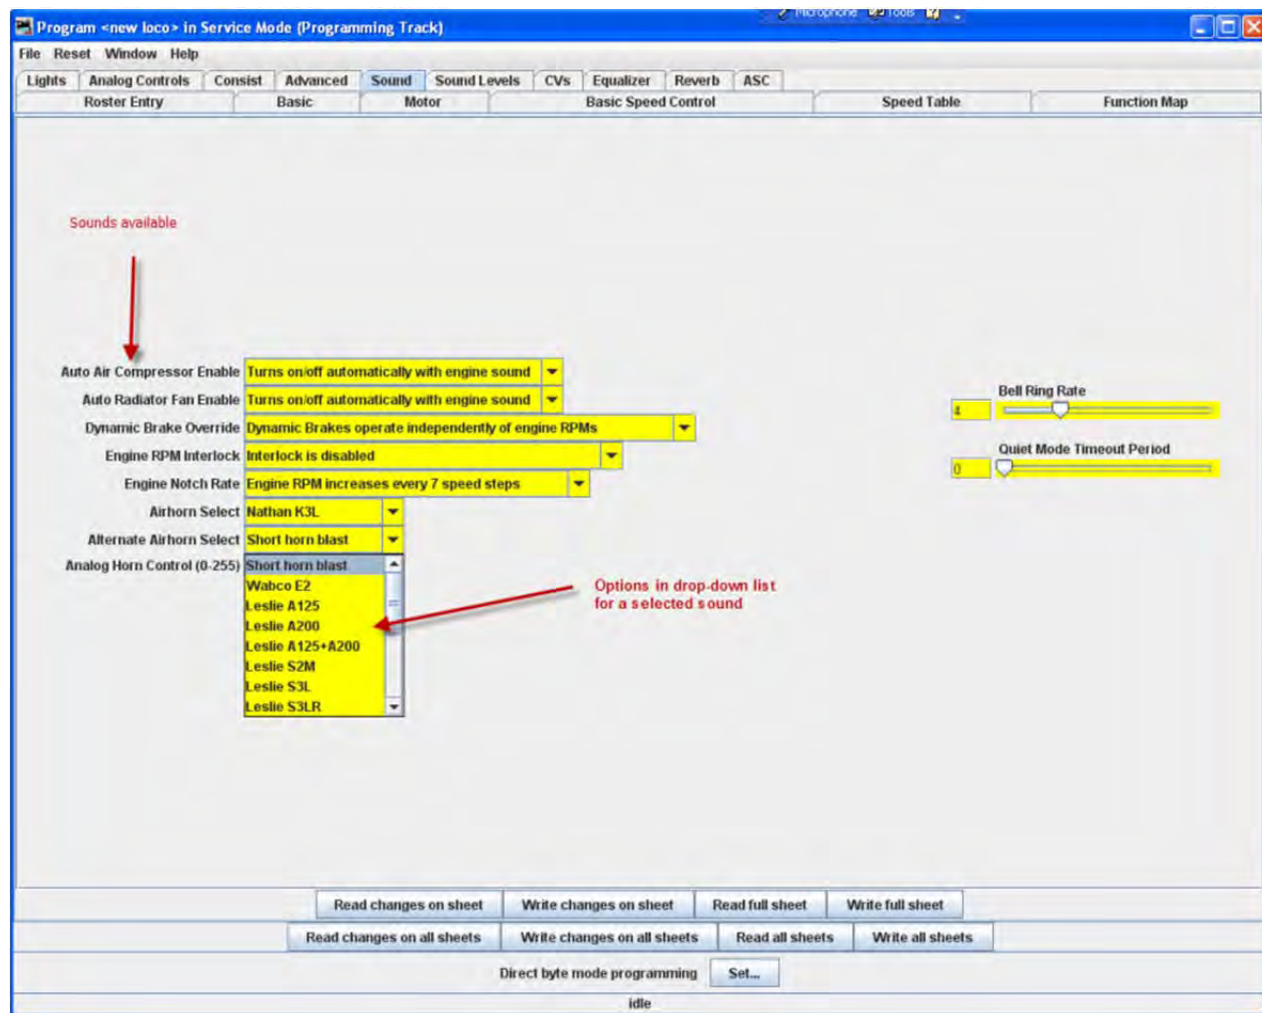 Microphone Tools
Program <new loco> in Service Mode (Programming Track)
File Reset Window Help
Lights Analog Controls Consist Advanced Sound Sound Levels CVs Equalizer Reverb ASC
Roster Entry Basic Motor Basic Speed Control Speed Table Function Map
Sounds available
Auto Air Compressor Enable Turns on/off automatically with engine sound
Auto Radiator Fan Enable Turns on/off automatically with engine sound
Dynamic Brake Override Dynamic Brakes operate independently of engine RPMs
Engine RPM Interlock Interlock is disabled
Engine Notch Rate Engine RPM increases every 7 speed steps
Airhorn Select Nathan K3L
Alternate Airhorn Select Short horn blast
Analog Horn Control (0-255) Short horn blast
Wabco E2
Leslie A125
Leslie A200
Leslie A125+A200
Leslie S2M
Leslie S3L
Leslie S3LR
Options in drop-down list
for a selected sound
Bell Ring Rate
4
Quiet Mode Timeout Period
0
Read changes on sheet Write changes on sheet Read full sheet Write full sheet
Read changes on all sheets Write changes on all sheets Read all sheets Write all sheets
Direct byte mode programming Set...
idle